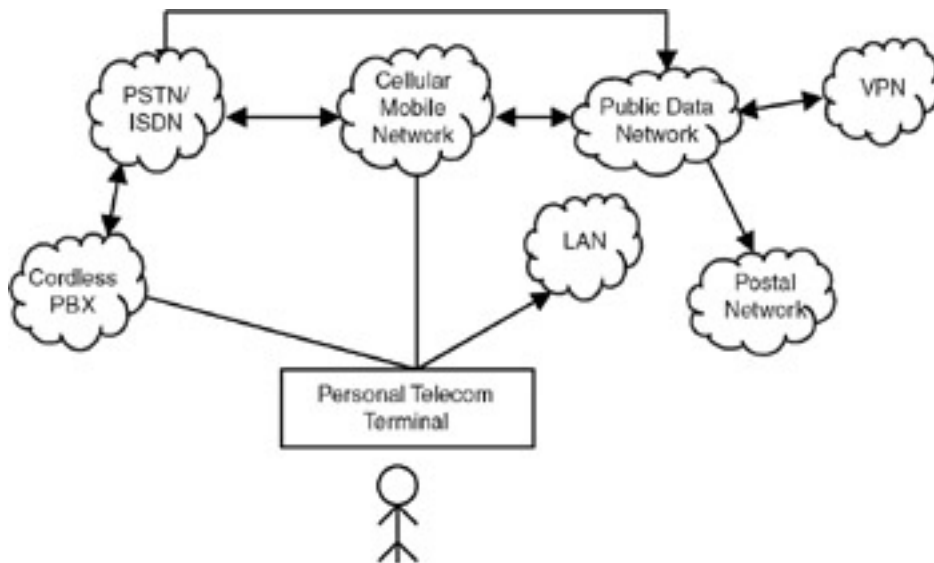 PSTN/
ISDN
Cellular
Mobile
Network
Public Data
Network
VPN
Cordless
PBX
LAN
Postal
Network
Personal Telecom
Terminal